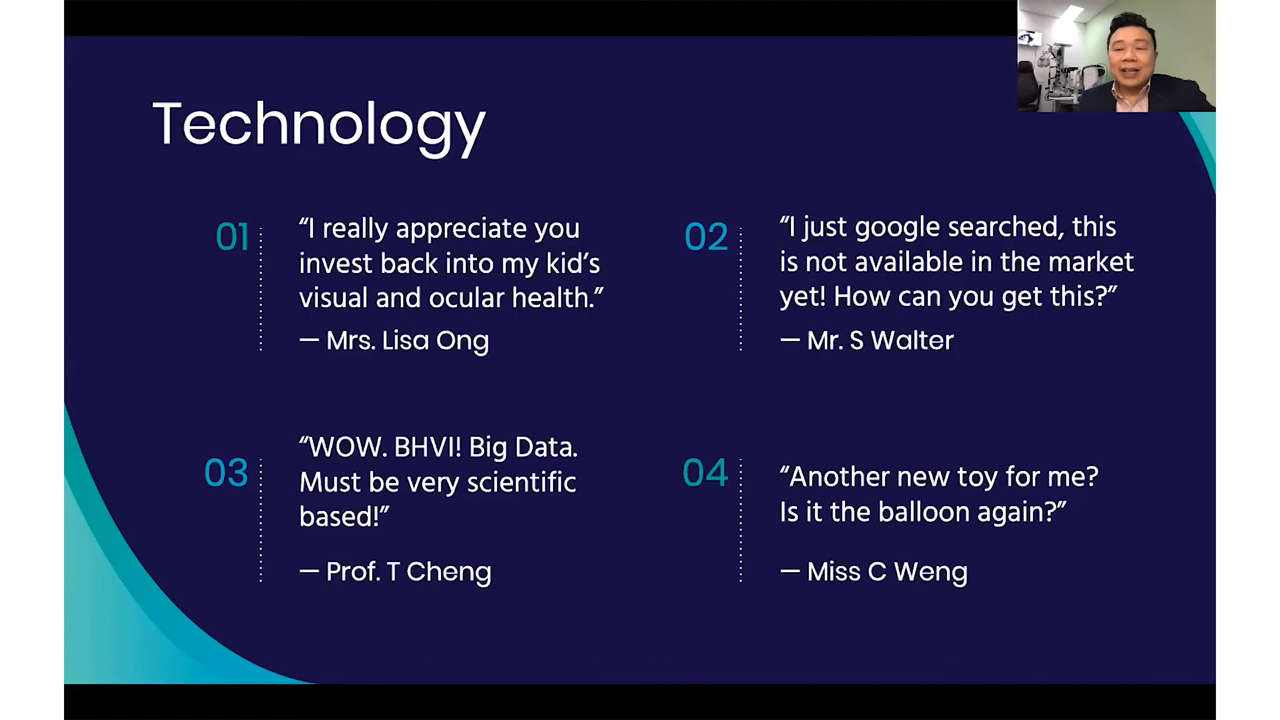 Technology
01
“I really appreciate you
invest back into my kid’s
visual and ocular health.”
— Mrs. Lisa Ong
02
“I just google searched, this
is not available in the market
yet! How can you get this?”
— Mr. S Walter
03
“WOW. BHVI! Big Data.
Must be very scientific
based!”
— Prof. T Cheng
04
“Another new toy for me?
Is it the balloon again?”
— Miss C Weng